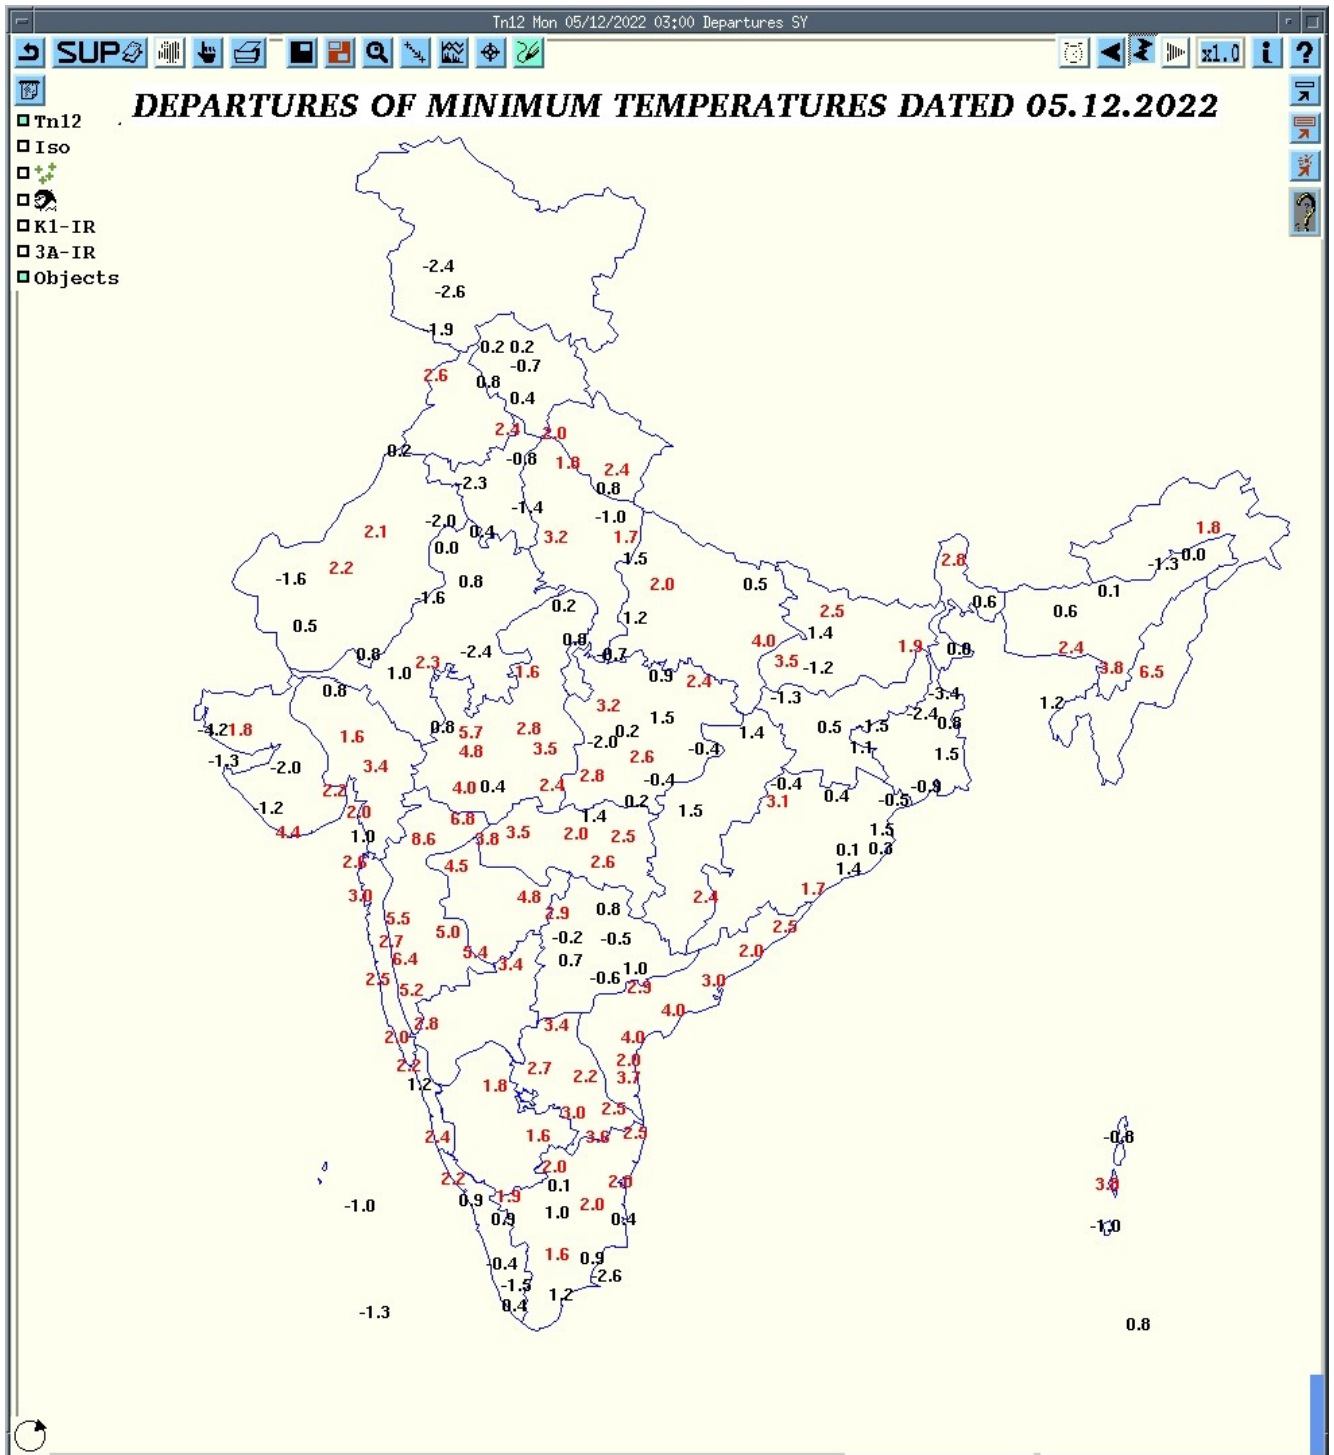 Tn12 Mon 05/12/2022 03:00 Departures SY
SUP x1.0 i ?
DEPARTURES OF MINIMUM TEMPERATURES DATED 05.12.2022
Tn12
Iso
K1-IR
3A-IR
Objects
-2.4
-2.6
-1.9
0.2 0.2
-0.7
2.6 0.8
0.4
2.4 2.0
0.2 -0.8 1.8 2.4
-2.3 0.8
-1.4 -1.0
2.1 -2.0 0.4 3.2 1.7 1.8
0.0 1.5 2.8 -1.3 0.0
-1.6 2.2 0.8 2.0 0.5 0.1
-1.6 0.2 0.6 0.6
0.5 1.2 2.5
0.8 1.4
0.8 -2.4 0.7 4.0 1.9 0.0 2.4
1.0 2.3 1.6 0.9 2.4 3.5 -1.2 3.8 6.5
0.8 3.2 -1.3 -3.4 1.2
-4.2 1.8 0.8 5.7 2.8 0.2 1.5 1.4 0.5 -1.5 -2.4 0.8
1.6 4.8 3.5 -2.0 2.6 -0.4 1.1 1.5
-1.3 -2.0 3.4
2.2 4.0 0.4 2.4 2.8 -0.4 -0.4 -0.9
-1.2 2.0 0.2 1.5 3.1 0.4 -0.5
4.4 1.0 6.8 1.4
8.6 3.8 3.5 2.0 2.5 1.5
2.6 4.5 2.6 0.1 0.3
1.4
3.0 4.8 2.4 1.7
5.5 2.9 0.8
2.7 5.0 -0.2 -0.5 2.5
6.4 5.4 3.4 0.7 1.0 2.0
2.5 5.2 -0.6 2.9 3.0
2.8 3.4 4.0
2.0 4.0
2.2 2.7 2.0
1.2 1.8 2.2 3.7
3.0 2.5
2.4 1.6 3.6 2.5 -0.8
2.2 2.0
1.9 0.1 2.0 3.0
-1.0 0.9 2.0
0.9 1.0 0.4 -1.0
-0.4 1.6 0.9
-1.5 -2.6
-1.3 0.4 1.2
0.8